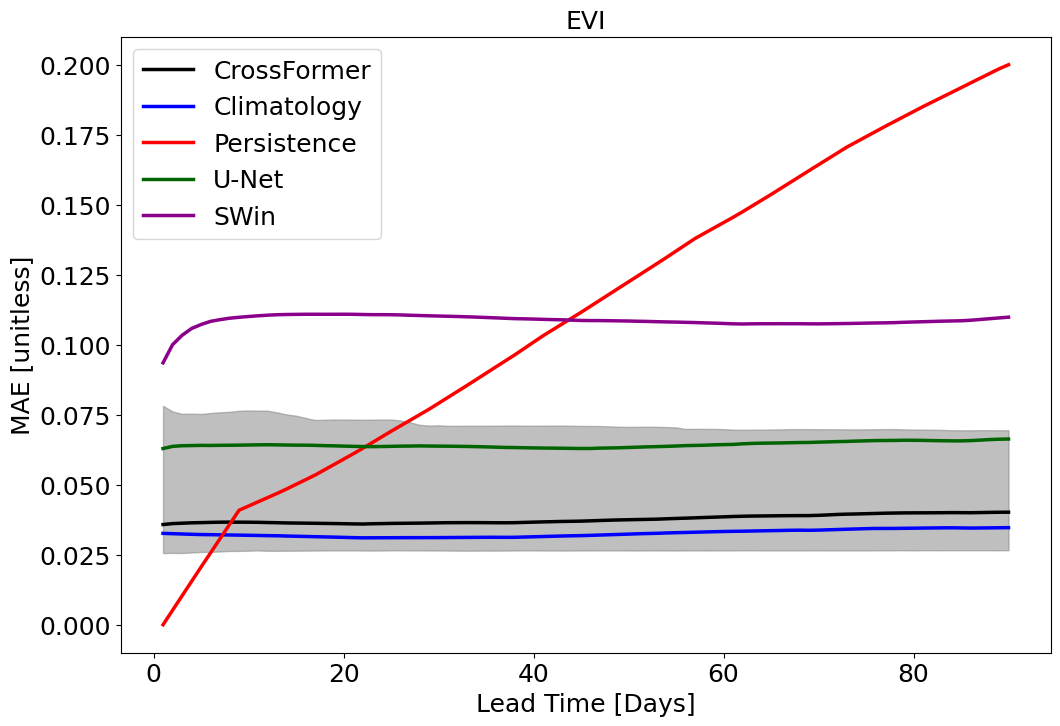 EVI
CrossFormer
Climatology
Persistence
U-Net
SWin
MAE [unitless]
0.200
0.175
0.150
0.125
0.100
0.075
0.050
0.025
0.000
0
20
40
60
80
Lead Time [Days]